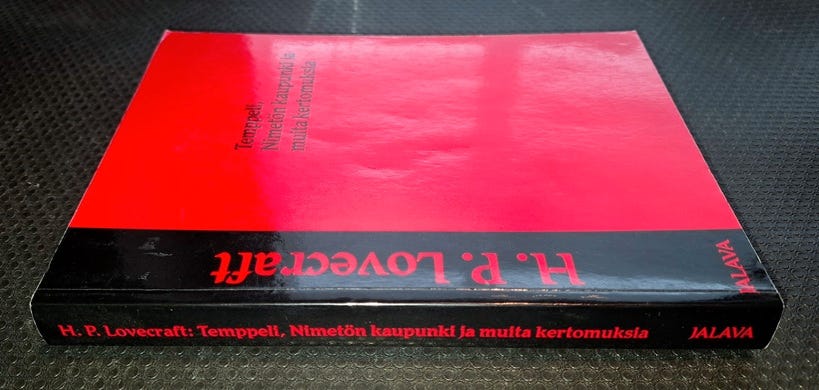 Temppeli,
Nimetön kaupunki ja
muita kertomuksia
H. P. Lovecraft
JALAVA
H. P. Lovecraft: Temppeli, Nimetön kaupunki ja muita kertomuksia JALAVA